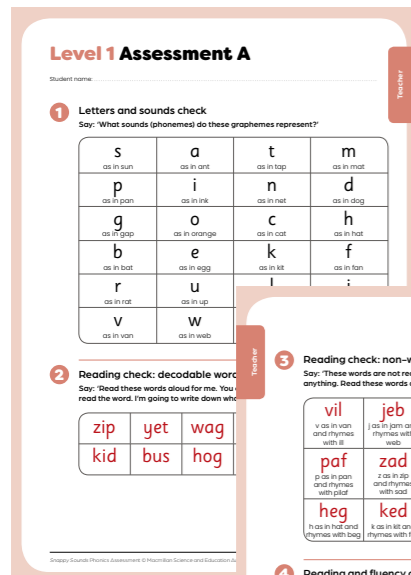 Level 1 Assessment A
Student name:
Teacher
1 Letters and sounds check
Say: ‘What sounds (phonemes) do these graphemes represent?’
s a t m
as in sun as in ant as in tap as in mat
p i n d
as in pan as in ink as in net as in dog
g o c h
as in gap as in orange as in cat as in hat
b e k f
as in bat as in egg as in kit as in fan
r u
as in rat as in up
v w
as in van as in web
2 Reading check: decodable
Say: ‘Read these words aloud for me. You
read the word. I’m going to write down
zip yet wag
kid bus hog
Snappy Sounds Phonics Assessment © Macmillan Science and Education
Teacher
3 Reading check:
Say: ‘These words are not
anything. Read these words
vil jeb
v as in van j as in jam
and rhymes rhymes with
with ill web
paf zad
p as in pan z as in zip
and rhymes and rhymes
with pilaf with sad
heg ked
h as in hat and k as in kit
rhymes with beg rhymes with
4 Reading and fluency